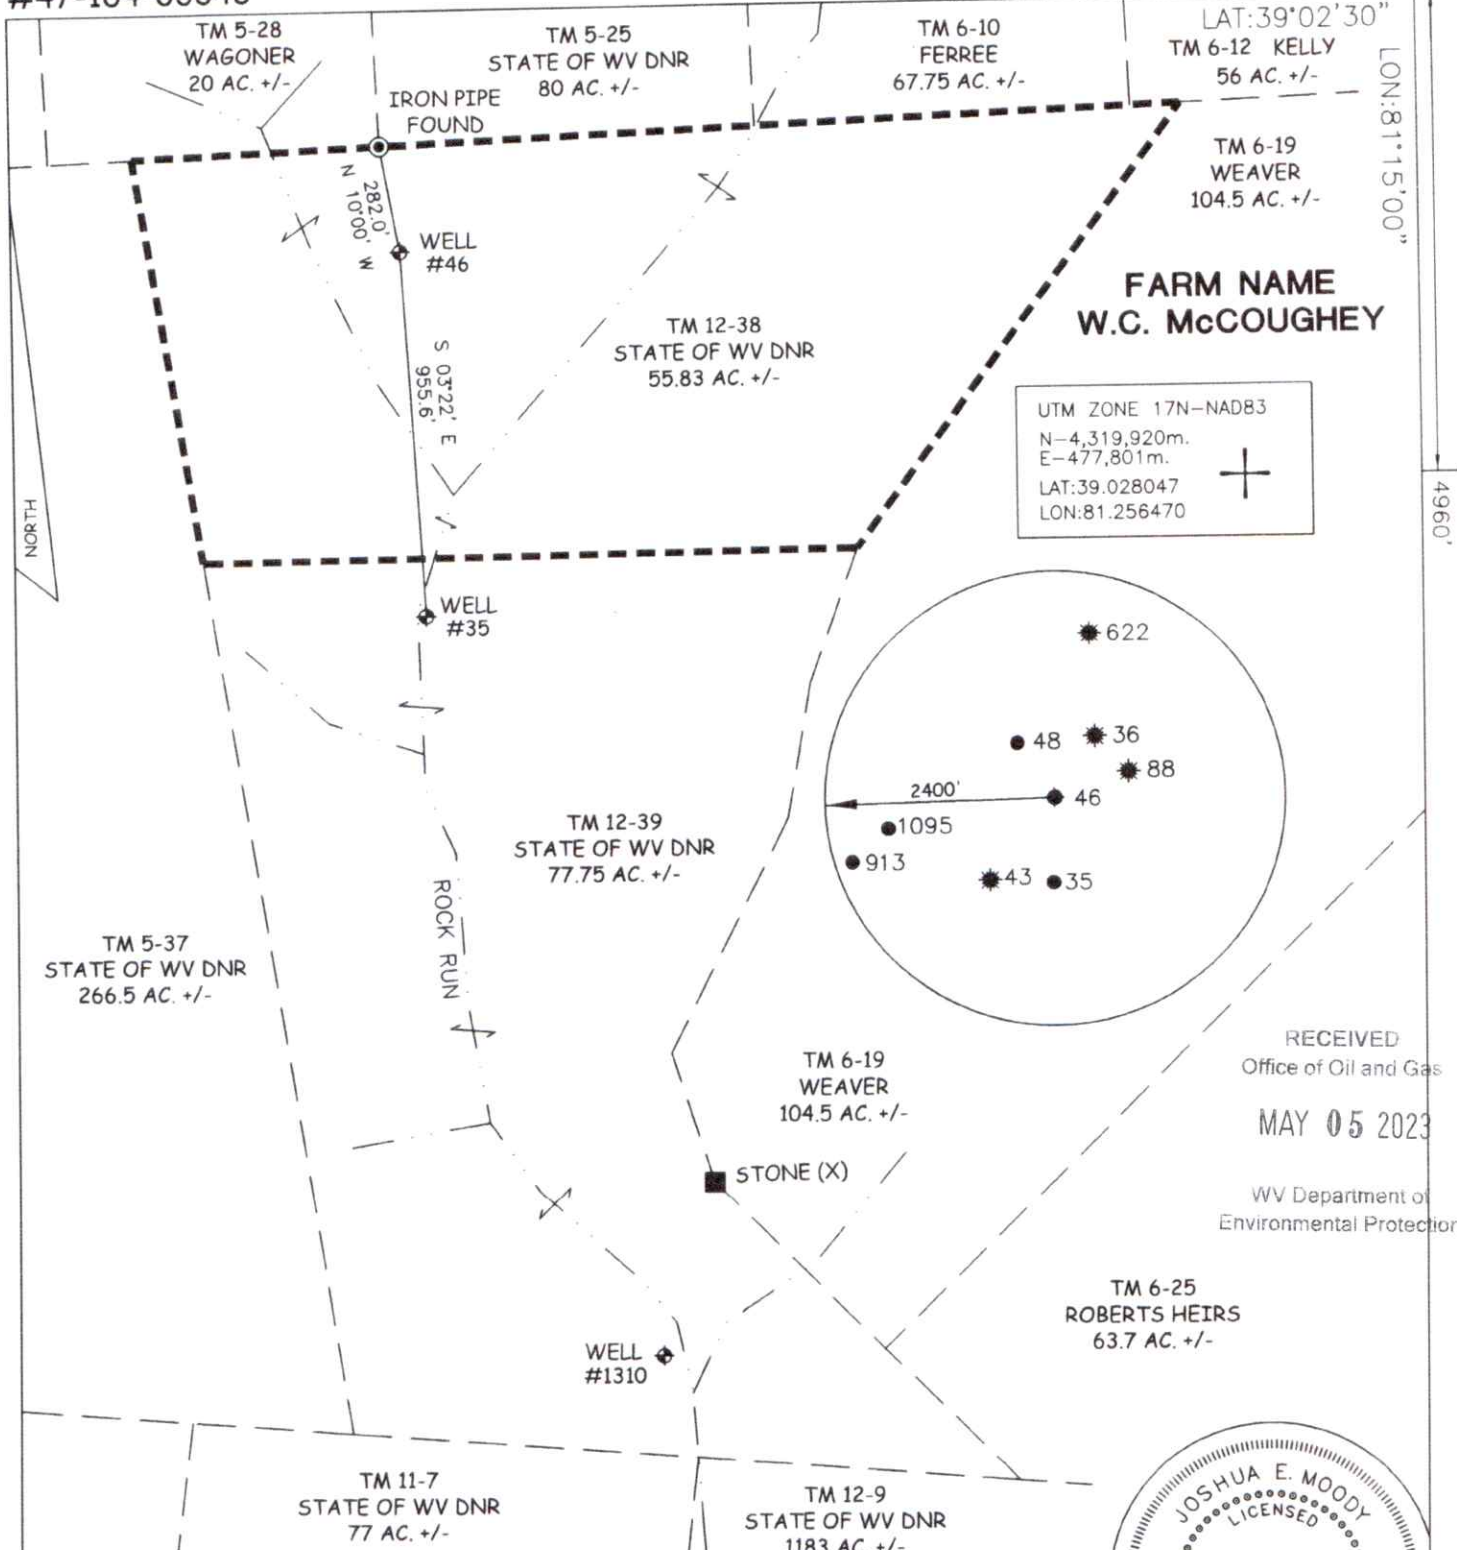 LAT:39°02'30"
TM 5-28
WAGONER
20 AC. +/-
TM 5-25
STATE OF WV DNR
80 AC. +/-
TM 6-10
FERREE
67.75 AC. +/-
TM 6-12 KELLY
56 AC. +/-
LON:81°15'00"
IRON PIPE
FOUND
TM 6-19
WEAVER
104.5 AC. +/-
282.0'
N 10°00' W
WELL
#46
FARM NAME
W.C. McCOUGHEY
TM 12-38
STATE OF WV DNR
55.83 AC. +/-
S 03°22' E
955.6'
UTM ZONE 17N-NAD83
N-4,319,920m.
E-477,801m.
LAT:39.028047
LON:81.256470
4960'
NORTH
WELL
#35
622
48
36
88
2400'
46
1095
913
43
35
TM 12-39
STATE OF WV DNR
77.75 AC. +/-
ROCK RUN
TM 5-37
STATE OF WV DNR
266.5 AC. +/-
RECEIVED
Office of Oil and Gas
MAY 05 2023
WV Department of
Environmental Protection
TM 6-19
WEAVER
104.5 AC. +/-
STONE (X)
TM 6-25
ROBERTS HEIRS
63.7 AC. +/-
WELL
#1310
TM 11-7
STATE OF WV DNR
77 AC. +/-
TM 12-9
STATE OF WV DNR
1183 AC. +/-
JOSHUA E. MOODY
LICENSED